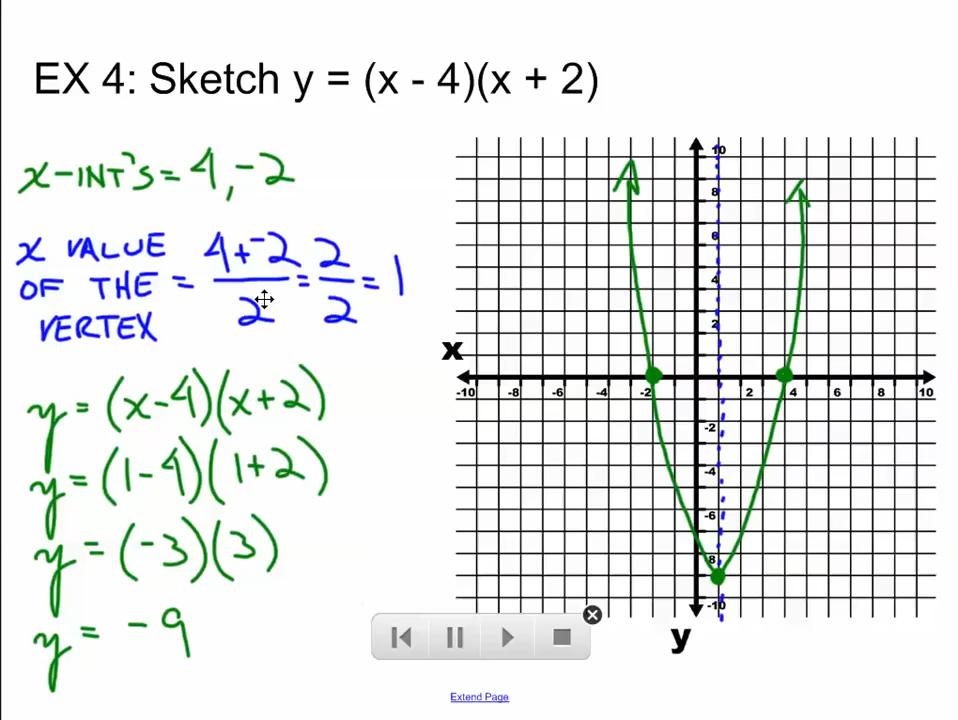 EX 4: Sketch y = (x - 4)(x + 2)
x-INT'S = 4, -2
x VALUE OF THE VERTEX = 4+-2/2 = 2/2 = 1
y = (x-4)(x+2)
y = (1-4)(1+2)
y = (-3)(3)
y = -9
10
8
6
4
2
x
-10 -8 -6 -4 -2 2 4 6 8 10
-2
-4
-6
8
-10
y
Extend Page